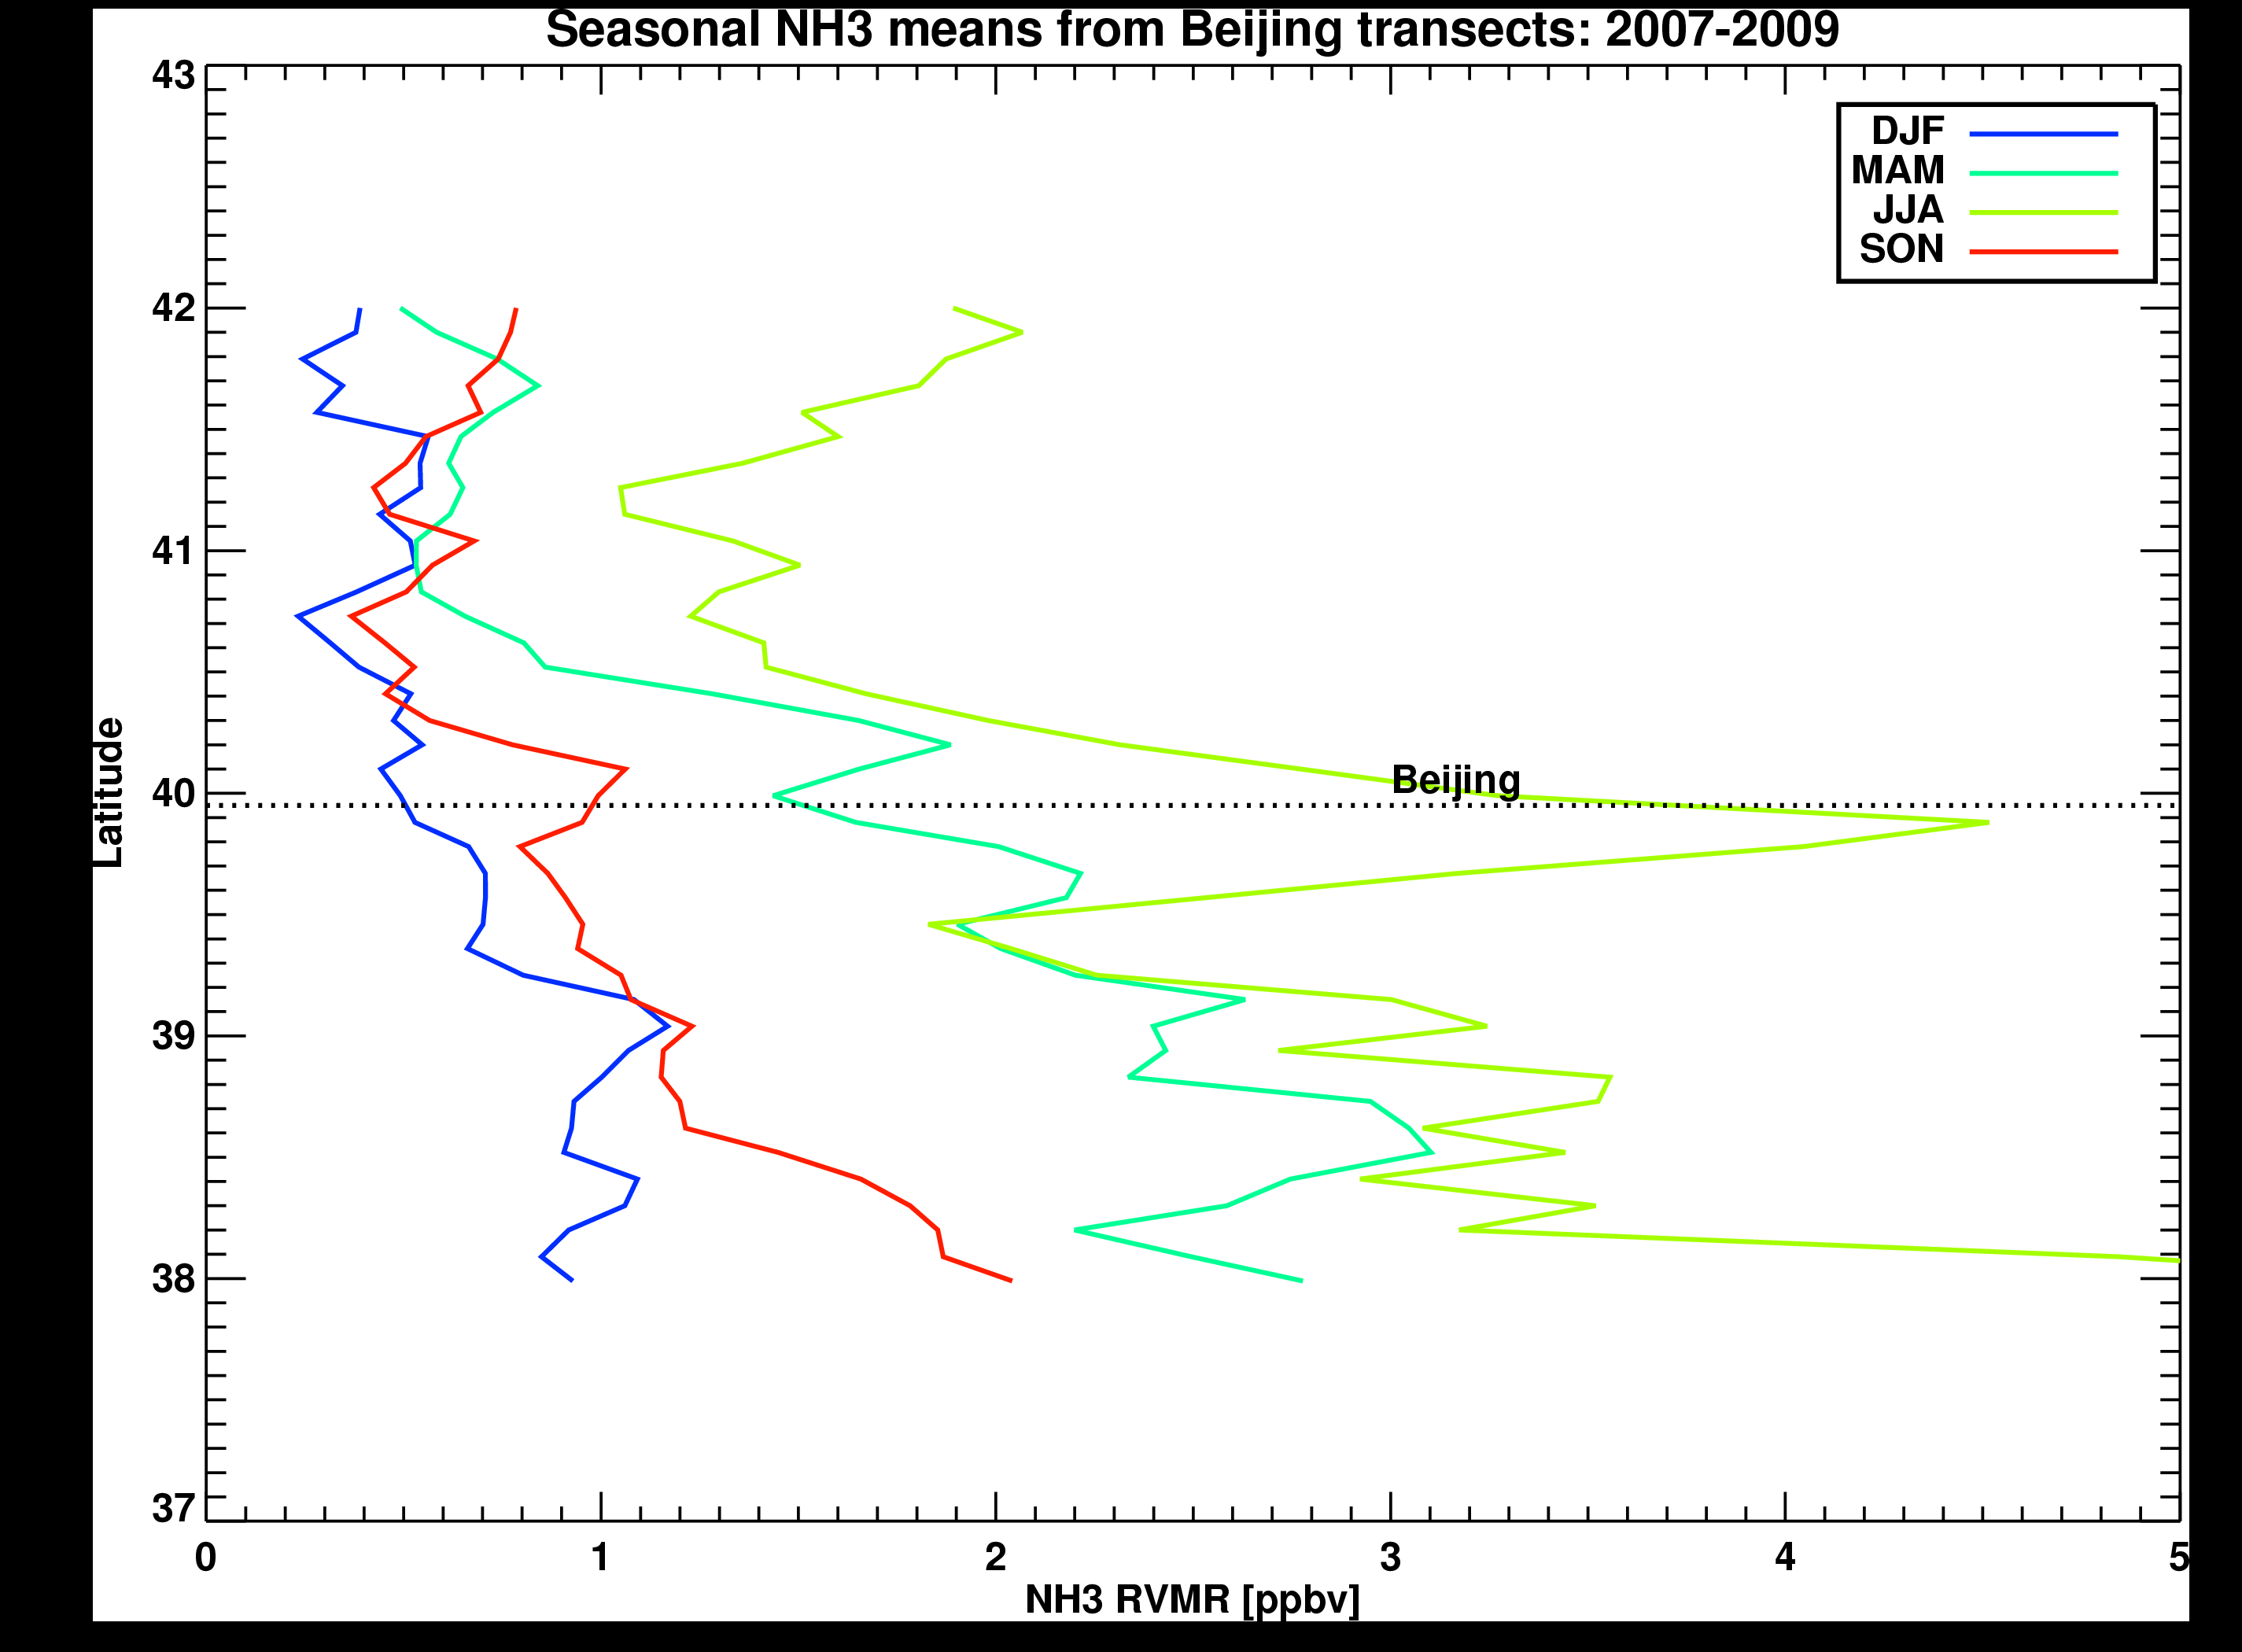 Seasonal NH3 means from Beijing transects: 2007-2009
43
DJF
MAM
JJA
SON
42
41
Beijing
40
Latitude
39
38
37
0 1 2 3 4 5
NH3 RVMR [ppbv]